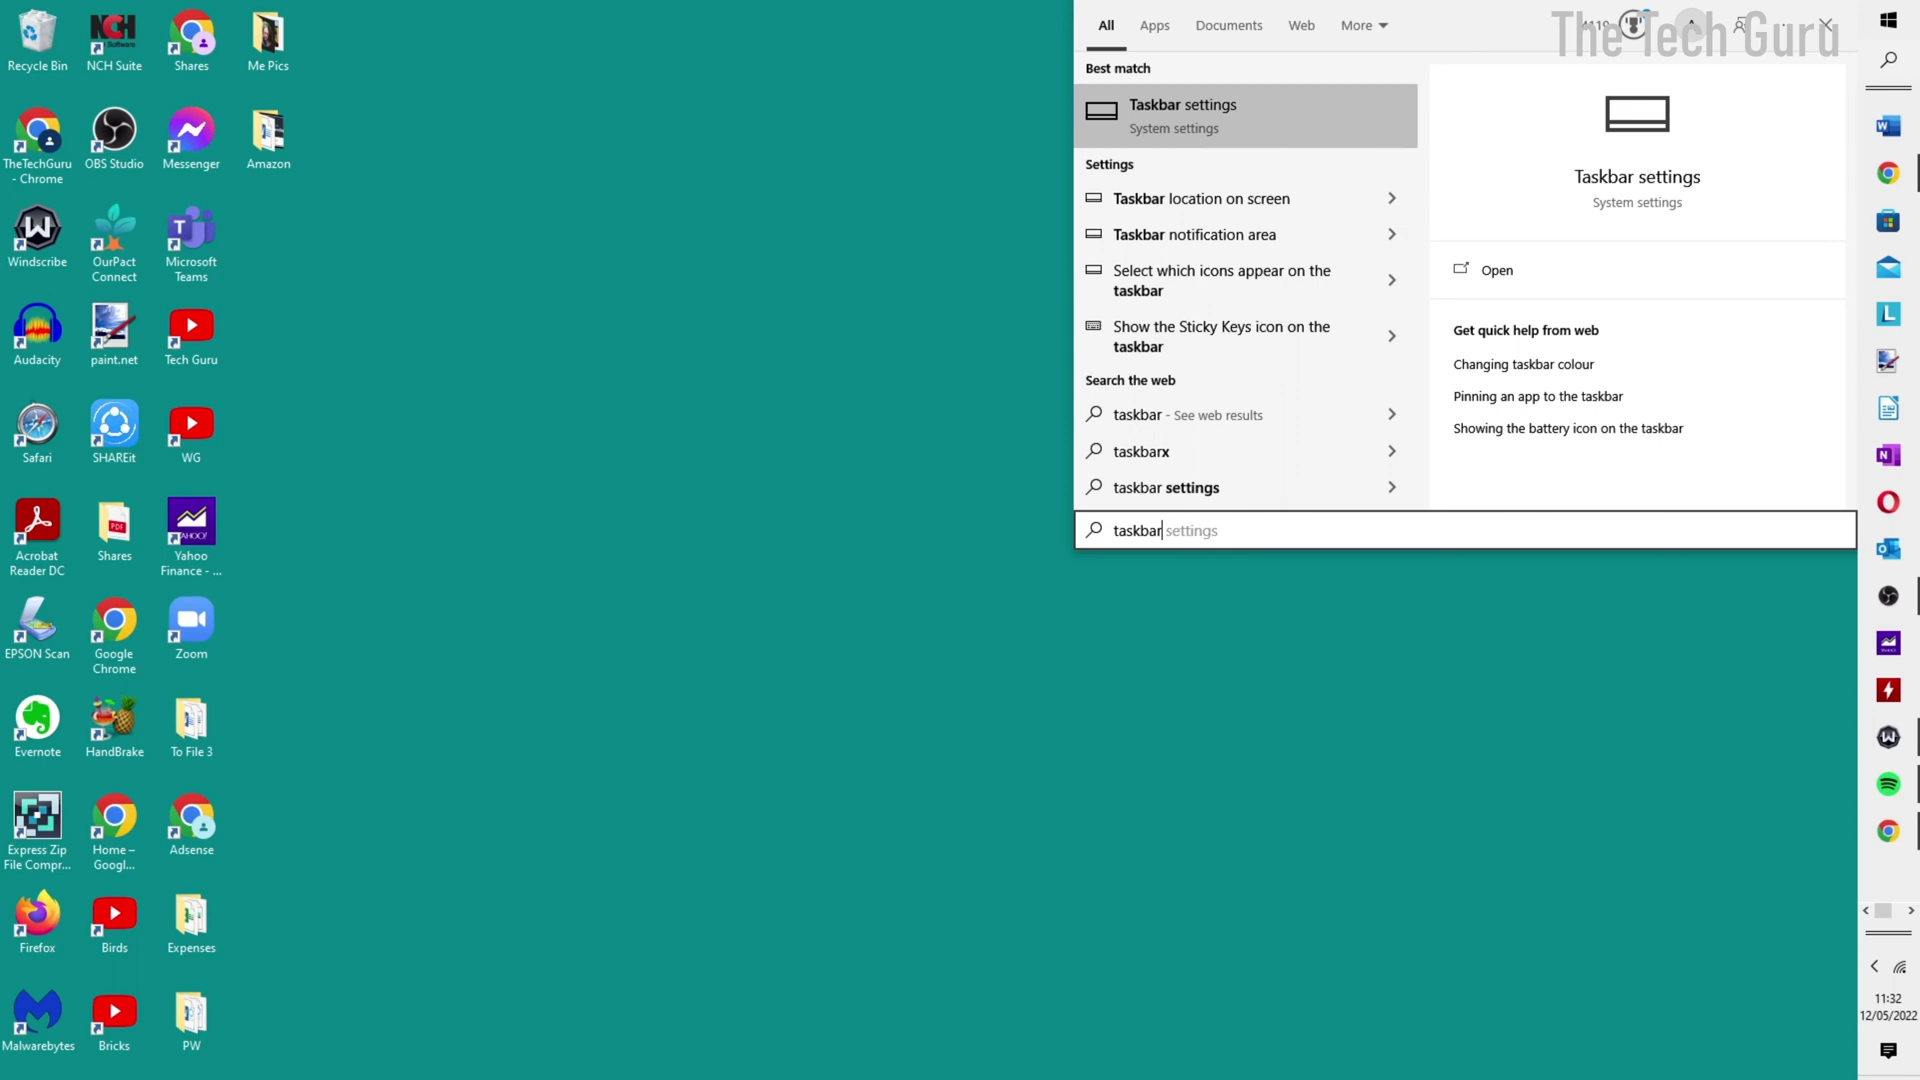 Recycle Bin
NCH Suite
Shares
Me Pics
TheTechGuru
- Chrome
OBS Studio
Messenger
Amazon
Windscribe
OurPact
Connect
Microsoft
Teams
Audacity
paint.net
Tech Guru
Safari
SHAREit
WG
Acrobat
Reader DC
Shares
Yahoo
Finance - ...
EPSON Scan
Google
Chrome
Zoom
Evernote
HandBrake
To File 3
Express Zip
File Compr...
Home –
Googl...
Adsense
Firefox
Birds
Expenses
Malwarebytes
Bricks
PW
NCH
Software
PDF
YAHOO!
All Apps Documents Web More
The Tech Guru
Best match
Taskbar settings
System settings
Settings
Taskbar location on screen
Taskbar notification area
Select which icons appear on the
taskbar
Show the Sticky Keys icon on the
taskbar
Search the web
taskbar - See web results
taskbarx
taskbar settings
taskbar settings
Taskbar settings
System settings
Open
Get quick help from web
Changing taskbar colour
Pinning an app to the taskbar
Showing the battery icon on the taskbar
11:32
12/05/2022